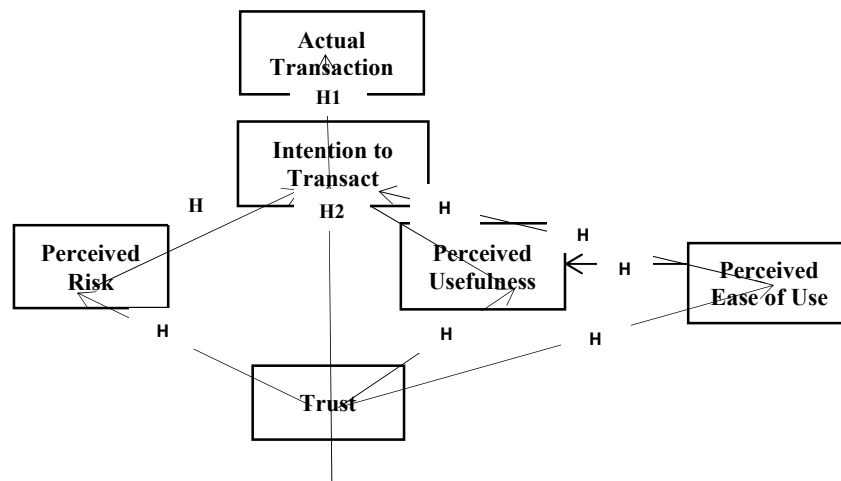 Actual
Transaction
H1
Intention to
Transact
H
H2
H
H
Perceived
Risk
Perceived
Usefulness
H
Perceived
Ease of Use
H
H
H
Trust